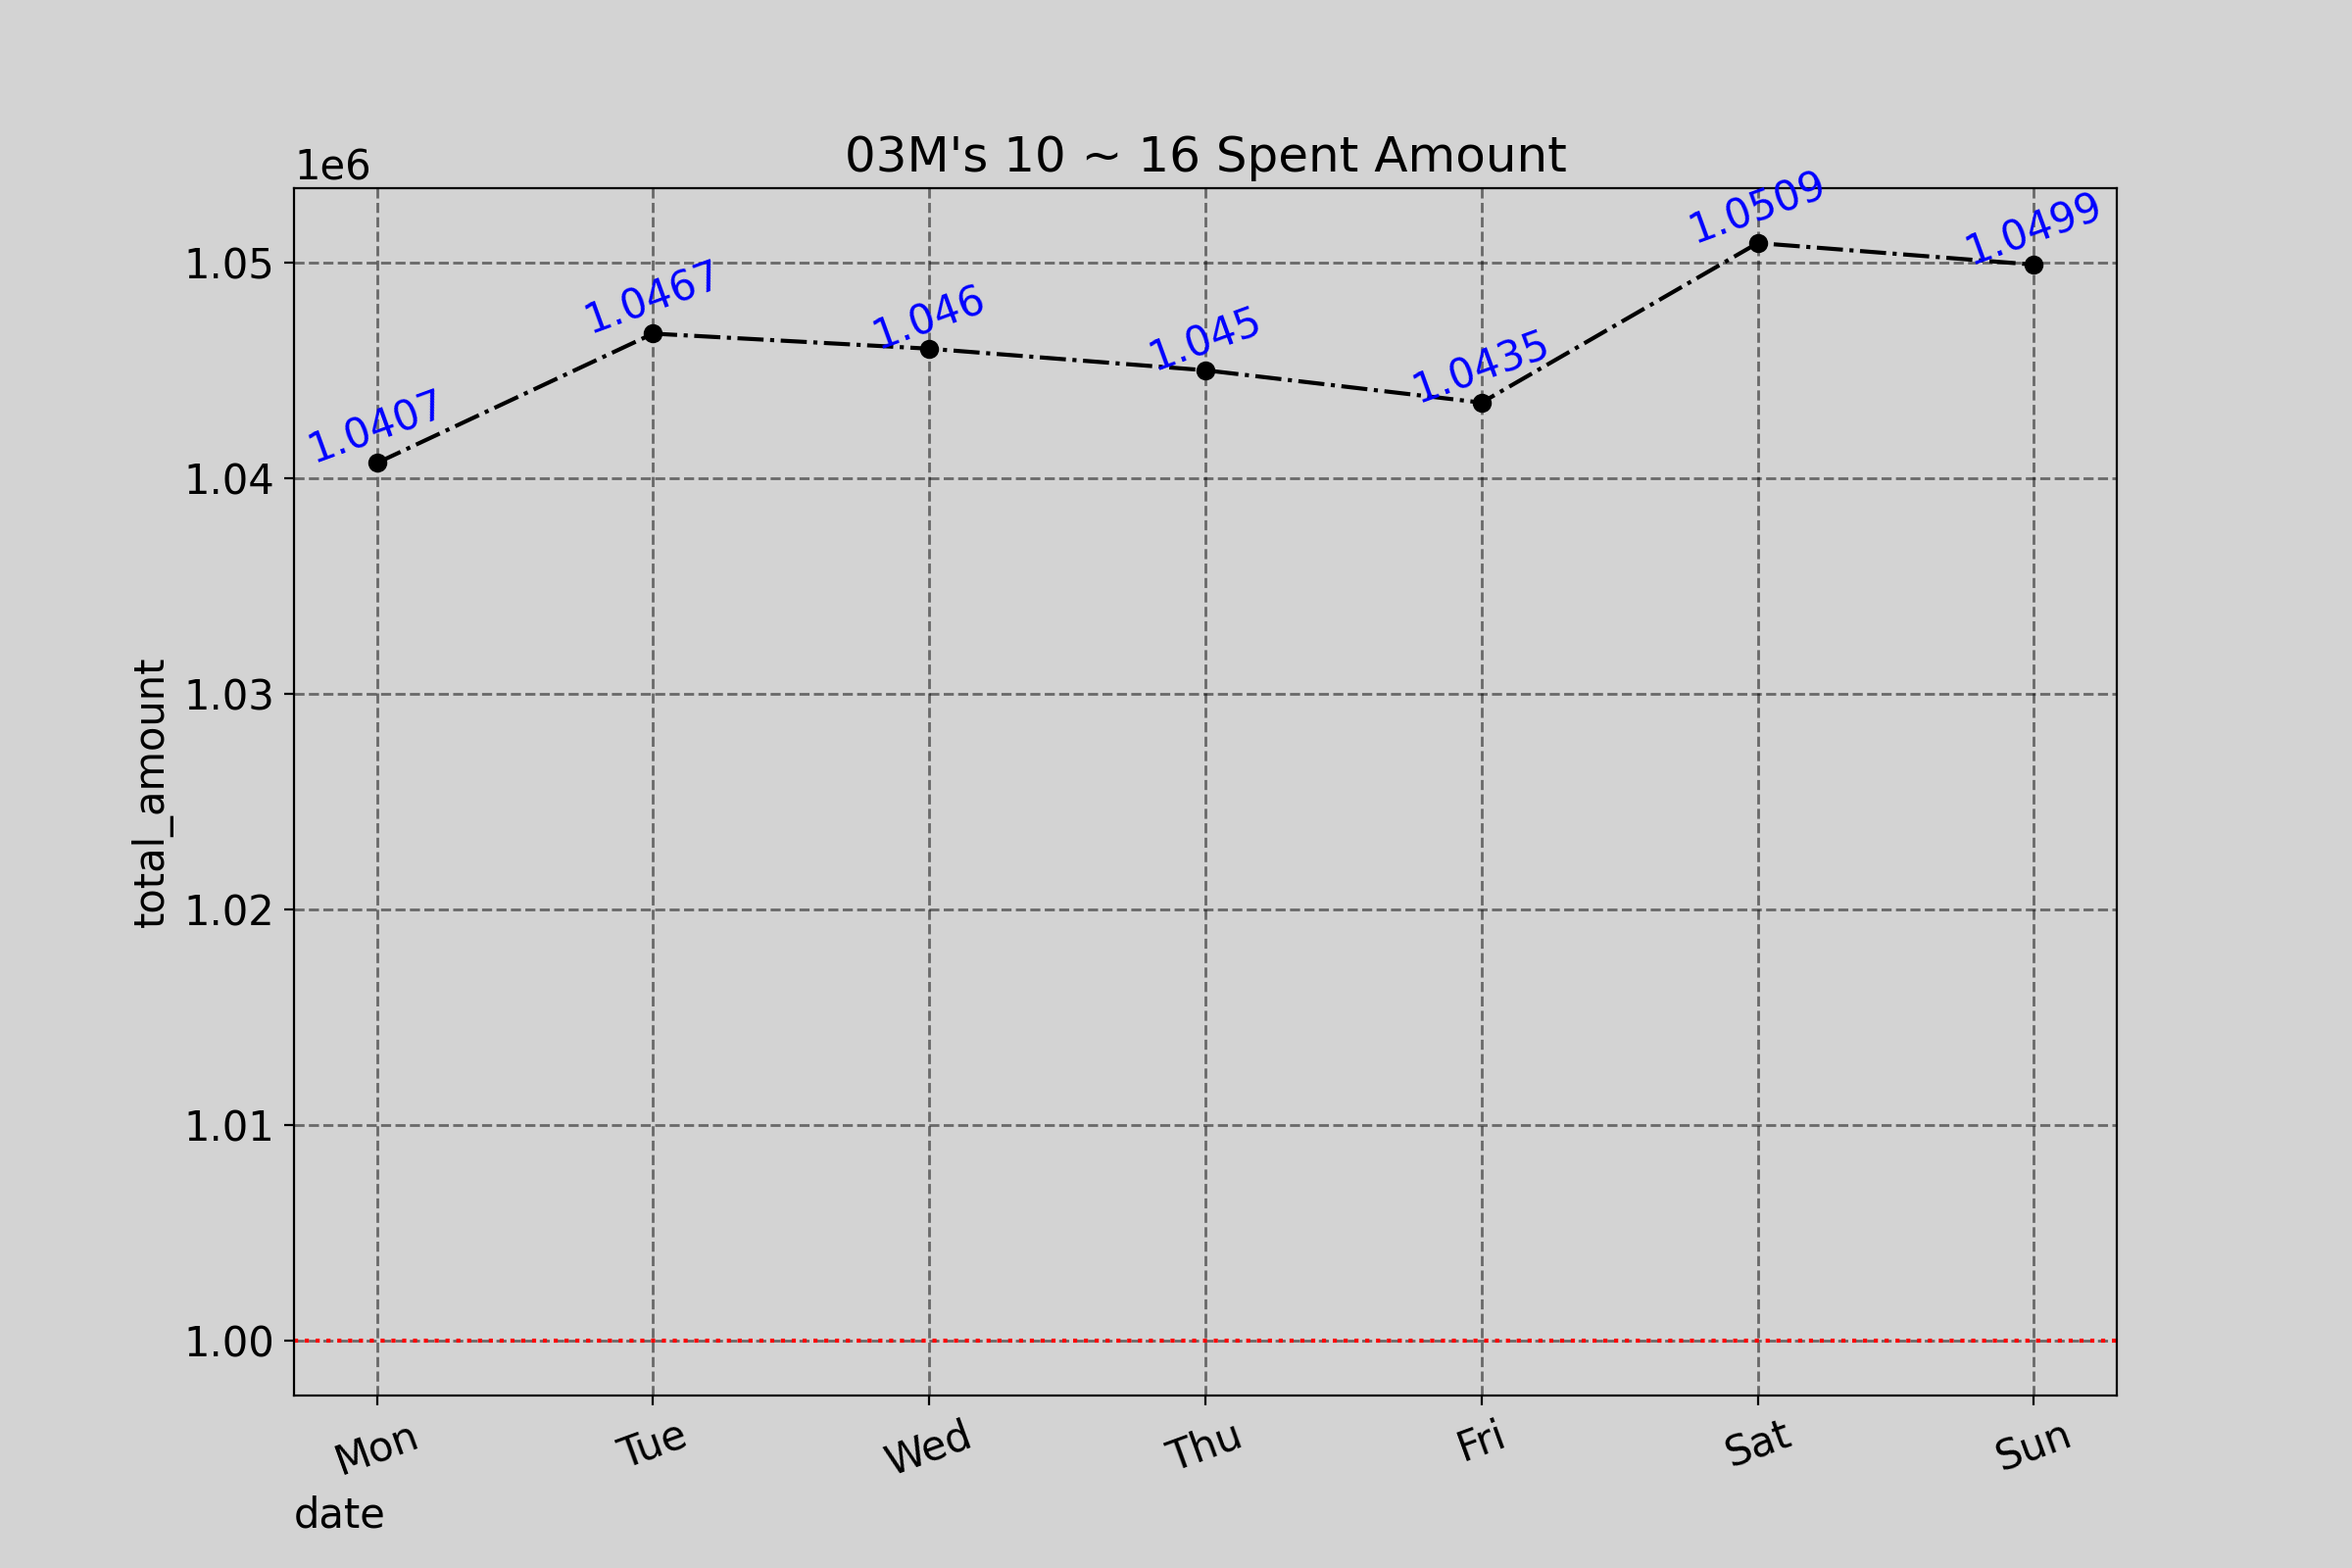 03M's 10 ~ 16 Spent Amount
1e6
1.05
1.04
1.03
1.02
1.01
1.00
total_amount
1.0407
1.0467
1.046
1.045
1.0435
1.0509
1.0499
Mon
Tue
Wed
Thu
Fri
Sat
Sun
date